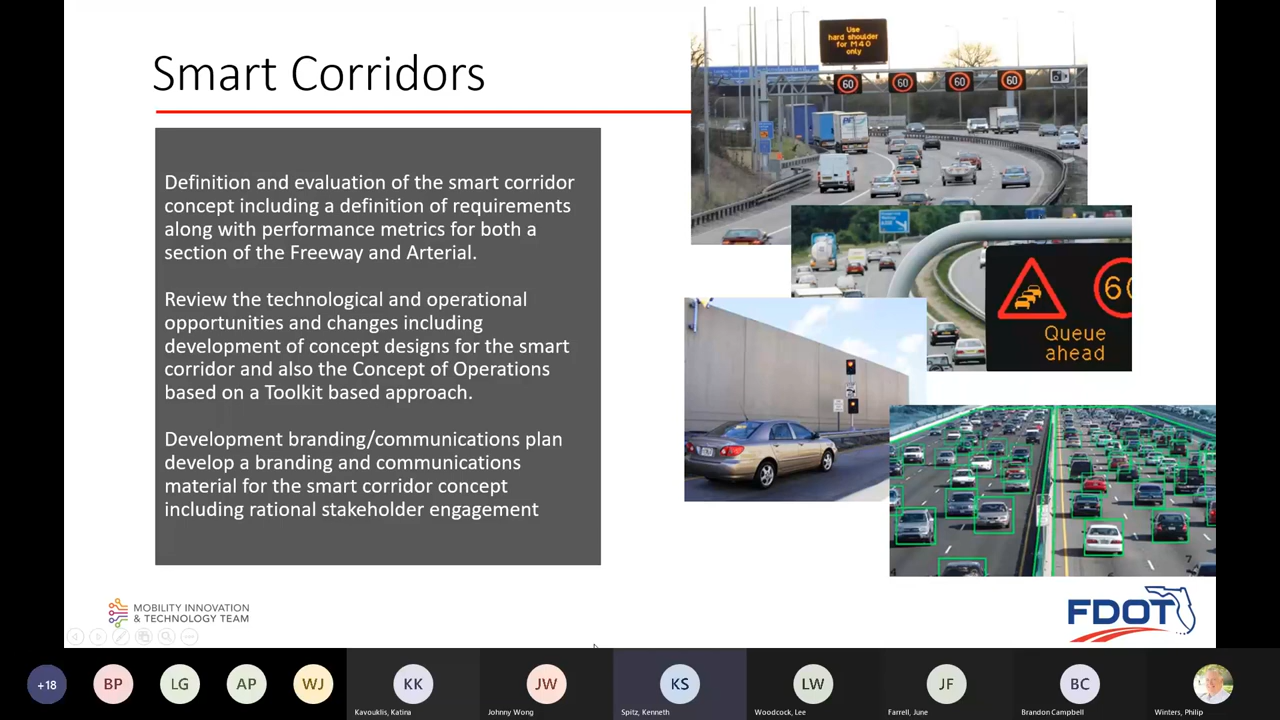 Smart Corridors
Definition and evaluation of the smart corridor
concept including a definition of requirements
along with performance metrics for both a
section of the Freeway and Arterial.
Review the technological and operational
opportunities and changes including
development of concept designs for the smart
corridor and also the Concept of Operations
based on a Toolkit based approach.
Development branding/communications plan
develop a branding and communications
material for the smart corridor concept
including rational stakeholder engagement
Use
hard shoulder
for M40
only
60 60 60 60
60
Queue
ahead
7
MOBILITY INNOVATION
& TECHNOLOGY TEAM
FDOT
+18 BP LG AP WJ KK JW KS LW JF BC
Kavouklis, Katina Johnny Wong Spitz, Kenneth Woodcock, Lee Farrell, June Brandon Campbell Winters, Philip